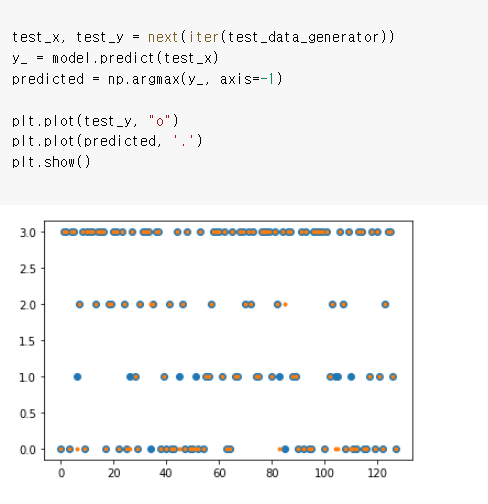 test_x, test_y = next(iter(test_data_generator))
y_ = model.predict(test_x)
predicted = np.argmax(y_, axis=-1)
plt.plot(test_y, "o")
plt.plot(predicted, '.')
plt.show()
3.0
2.5
2.0
1.5
1.0
0.5
0.0
0 20 40 60 80 100 120